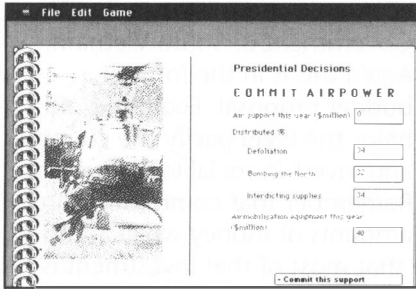 File Edit Game
Presidential Decisions
COMMIT AIRPOWER
Air support this year ($million) 0
Distributed %
Defoliation 34
Bombing the North 32
Interdicting supplies 34
Airmobilisation equipment this year
($million) 40
- Commit this support